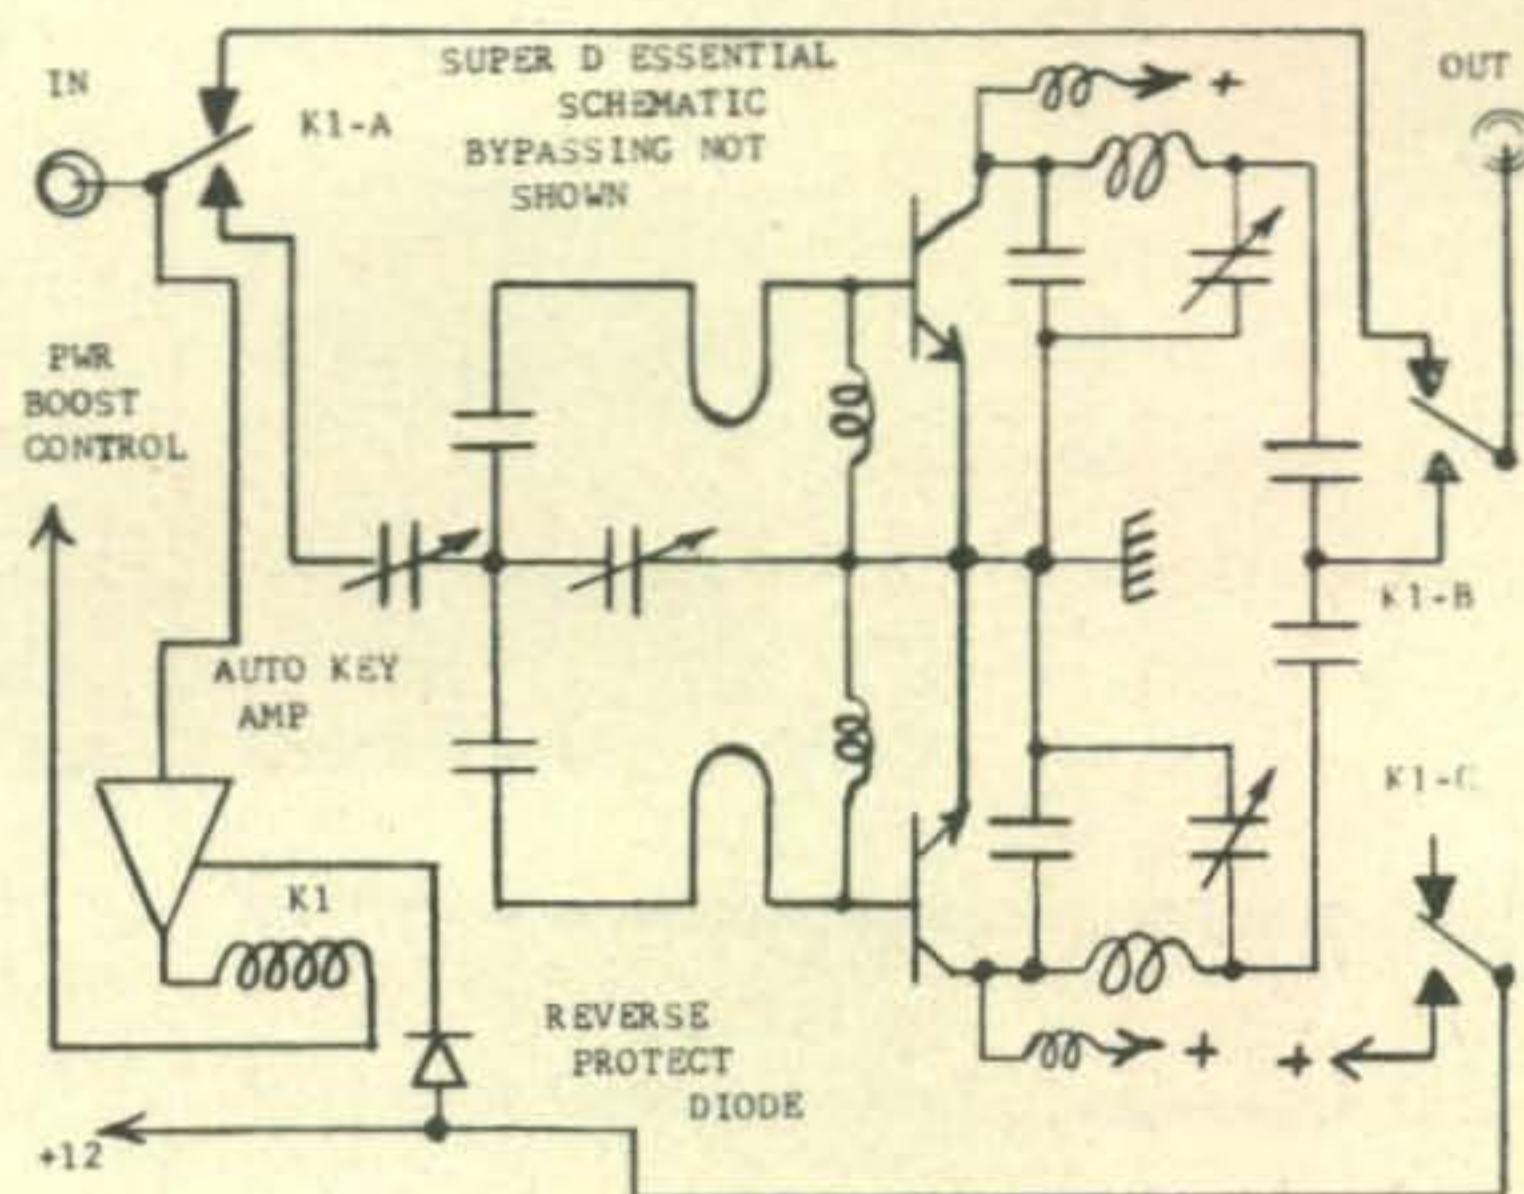 SUPER D ESSENTIAL
SCHEMATIC
BYPASSING NOT
SHOWN
IN
K1-A
+
OUT
PWR
BOOST
CONTROL
K1-B
AUTO KEY
AMP
K1-C
K1
REVERSE
PROTECT
DIODE
+
+
+12